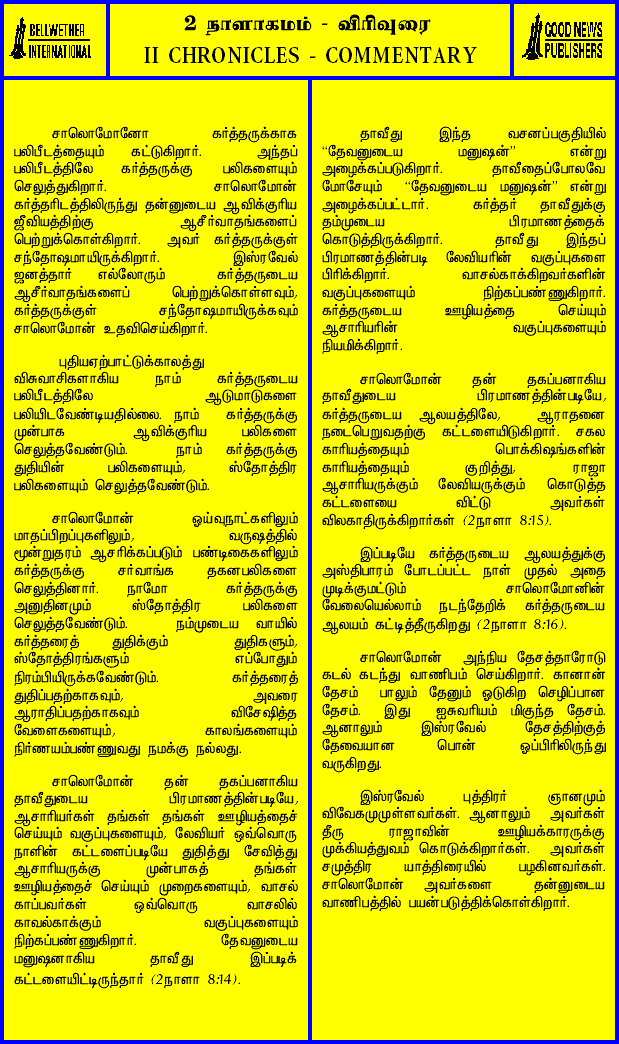 BELLWETHER
INTERNATIONAL
2 நாளாகமம் - விரிவுரை
II CHRONICLES - COMMENTARY
GOOD NEWS
PUBLISHERS
சாலொமோனோ கர்த்தருக்காக
பலிபீடத்தையும் கட்டுகிறார். அந்தப்
பலிபீடத்திலே கர்த்தருக்கு பலிகளையும்
செலுத்துகிறார். சாலொமோன்
கர்த்தரிடத்திலிருந்து தன்னுடைய ஆவிக்குரிய
ஜீவியத்திற்கு ஆசீர்வாதங்களைப்
பெற்றுக்கொள்கிறார். அவர் கர்த்தருக்குள்
சந்தோஷமாயிருக்கிறார். இஸ்ரவேல்
ஜனத்தார் எல்லோரும் கர்த்தருடைய
ஆசீர்வாதங்களைப் பெற்றுக்கொள்ளவும்,
கர்த்தருக்குள் சந்தோஷமாயிருக்கவும்
சாலொமோன் உதவிசெய்கிறார்.
புதியஏற்பாட்டுக்காலத்து
விசுவாசிகளாகிய நாம் கர்த்தருடைய
பலிபீடத்திலே ஆடுமாடுகளை
பலியிடவேண்டியதில்லை. நாம் கர்த்தருக்கு
முன்பாக ஆவிக்குரிய பலிகளை
செலுத்தவேண்டும். நாம் கர்த்தருக்கு
துதியின் பலிகளையும், ஸ்தோத்திர
பலிகளையும் செலுத்தவேண்டும்.
சாலொமோன் ஒய்வுநாட்களிலும்
மாதப்பிறப்புகளிலும், வருஷத்தில்
மூன்றுதரம் ஆசரிக்கப்படும் பண்டிகைகளிலும்
கர்த்தருக்கு சர்வாங்க தகனபலிகளை
செலுத்தினார். நாமோ கர்த்தருக்கு
அனுதினமும் ஸ்தோத்திர பலிகளை
செலுத்தவேண்டும். நம்முடைய வாயில்
கர்த்தரைத் துதிக்கும் துதிகளும்,
ஸ்தோத்திரங்களும் எப்போதும்
நிரம்பியிருக்கவேண்டும். கர்த்தரைத்
துதிப்பதற்காகவும், அவரை
ஆராதிப்பதற்காகவும் விசேஷித்த
வேளைகளையும், காலங்களையும்
நிர்ணயம்பண்ணுவது நமக்கு நல்லது.
சாலொமோன் தன் தகப்பனாகிய
தாவீதுடைய பிரமாணத்தின்படியே,
ஆசாரியர்கள் தங்கள் தங்கள் ஊழியத்தைச்
செய்யும் வகுப்புகளையும், லேவியர் ஒவ்வொரு
நாளின் கட்டளைப்படியே துதித்து சேவித்து
ஆசாரியருக்கு முன்பாகத் தங்கள்
ஊழியத்தைச் செய்யும் முறைகளையும், வாசல்
காப்பவர்கள் ஒவ்வொரு வாசலில்
காவல்காக்கும் வகுப்புகளையும்
நிற்கப்பண்ணுகிறார். தேவனுடைய
மனுஷனாகிய தாவீது இப்படிக்
கட்டளையிட்டிருந்தார் (2நாளா 8:14).
தாவீது இந்த வசனப்பகுதியில்
“தேவனுடைய மனுஷன்” என்று
அழைக்கப்படுகிறார். தாவீதைப்போலவே
மோசேயும் “தேவனுடைய மனுஷன்” என்று
அழைக்கப்பட்டார். கர்த்தர் தாவீதுக்கு
தம்முடைய பிரமாணத்தைக்
கொடுத்திருக்கிறார். தாவீது இந்தப்
பிரமாணத்தின்படி லேவியரின் வகுப்புகளை
பிரிக்கிறார். வாசல்காக்கிறவர்களின்
வகுப்புகளையும் நிற்கப்பண்ணுகிறார்.
கர்த்தருடைய ஊழியத்தை செய்யும்
ஆசாரியரின் வகுப்புகளையும்
நியமிக்கிறார்.
சாலொமோன் தன் தகப்பனாகிய
தாவீதுடைய பிரமாணத்தின்படியே,
கர்த்தருடைய ஆலயத்திலே, ஆராதனை
நடைபெறுவதற்கு கட்டளையிடுகிறார். சகல
காரியத்தையும் பொக்கிஷங்களின்
காரியத்தையும் குறித்து, ராஜா
ஆசாரியருக்கும் லேவியருக்கும் கொடுத்த
கட்டளையை விட்டு அவர்கள்
விலகாதிருக்கிறார்கள் (2நாளா 8:15).
இப்படியே கர்த்தருடைய ஆலயத்துக்கு
அஸ்திபாரம் போடப்பட்ட நாள் முதல் அதை
முடிக்குமட்டும் சாலொமோனின்
வேலையெல்லாம் நடந்தேறிக் கர்த்தருடைய
ஆலயம் கட்டித்தீருகிறது (2நாளா 8:16).
சாலொமோன் அந்நிய தேசத்தாரோடு
கடல் கடந்து வாணிபம் செய்கிறார். கானான்
தேசம் பாலும் தேனும் ஒடுகிற செழிப்பான
தேசம். இது ஐசுவரியம் மிகுந்த தேசம்.
ஆனாலும் இஸ்ரவேல் தேசத்திற்குத்
தேவையான பொன் ஒப்பிரிலிருந்து
வருகிறது.
இஸ்ரவேல் புத்திரர் ஞானமும்
விவேகமுமுள்ளவர்கள். ஆனாலும் அவர்கள்
தீரு ராஜாவின் ஊழியக்காரருக்கு
முக்கியத்துவம் கொடுக்கிறார்கள். அவர்கள்
சமுத்திர யாத்திரையில் பழகினவர்கள்.
சாலொமோன் அவர்களை தன்னுடைய
வாணிபத்தில் பயன்படுத்திக்கொள்கிறார்.